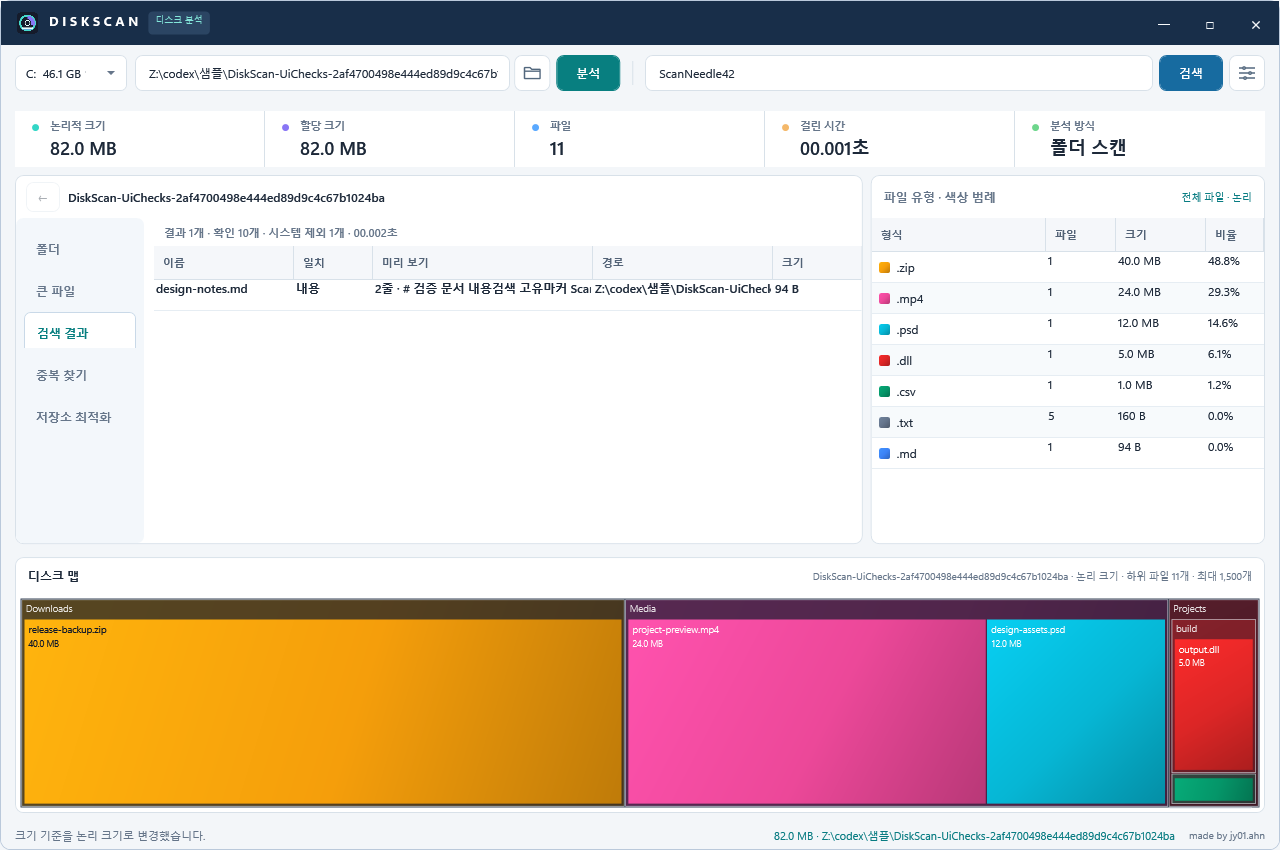 DISKSCAN 디스크 분석
C: 46.1 GB
Z:\codex\샘플\DiskScan-UiChecks-2af4700498e444ed89d9c4c67b
분석
ScanNeedle42
검색
논리적 크기
82.0 MB
할당 크기
82.0 MB
파일
11
걸린 시간
00.001초
분석 방식
폴더 스캔
← DiskScan-UiChecks-2af4700498e444ed89d9c4c67b1024ba
폴더
큰 파일
검색 결과
중복 찾기
저장소 최적화
결과 1개 · 확인 10개 · 시스템 제외 1개 · 00.002초
이름 일치 미리 보기 경로 크기
design-notes.md 내용 2줄 · # 검증 문서 내용검색 고유마커 Scan Z:\codex\샘플\DiskScan-UiCheck 94 B
파일 유형 · 색상 범례 전체 파일 · 논리
형식 파일 크기 비율
.zip 1 40.0 MB 48.8%
.mp4 1 24.0 MB 29.3%
.psd 1 12.0 MB 14.6%
.dll 1 5.0 MB 6.1%
.csv 1 1.0 MB 1.2%
.txt 5 160 B 0.0%
.md 1 94 B 0.0%
디스크 맵
DiskScan-UiChecks-2af4700498e444ed89d9c4c67b1024ba · 논리 크기 · 하위 파일 11개 · 최대 1,500개
Downloads
release-backup.zip
40.0 MB
Media
project-preview.mp4
24.0 MB
design-assets.psd
12.0 MB
Projects
build
output.dll
5.0 MB
크기 기준을 논리 크기로 변경했습니다.
82.0 MB · Z:\codex\샘플\DiskScan-UiChecks-2af4700498e444ed89d9c4c67b1024ba
made by jy01.ahn